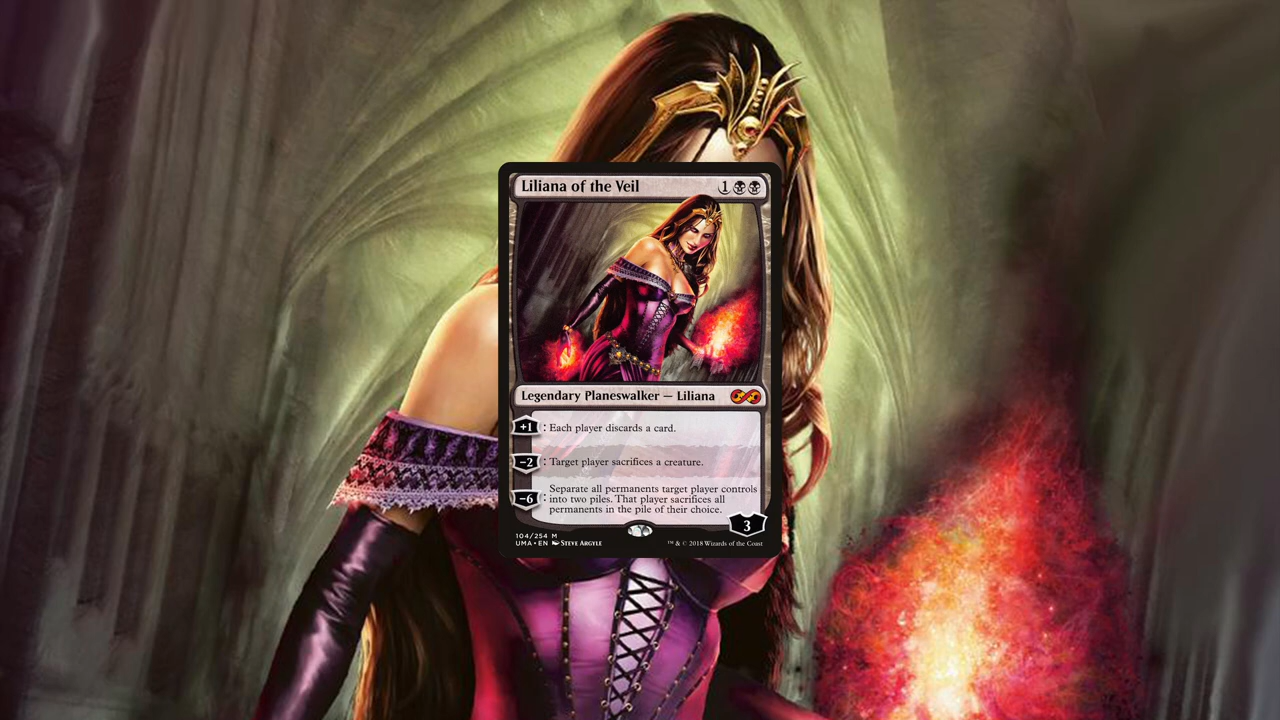 Liliana of the Veil 1
Legendary Planeswalker — Liliana
+1 : Each player discards a card.
−2 : Target player sacrifices a creature.
−6 : Separate all permanents target player controls
into two piles. That player sacrifices all
permanents in the pile of their choice.
3
104/254 M
UMA • EN Steve Argyle ™ & © 2018 Wizards of the Coast